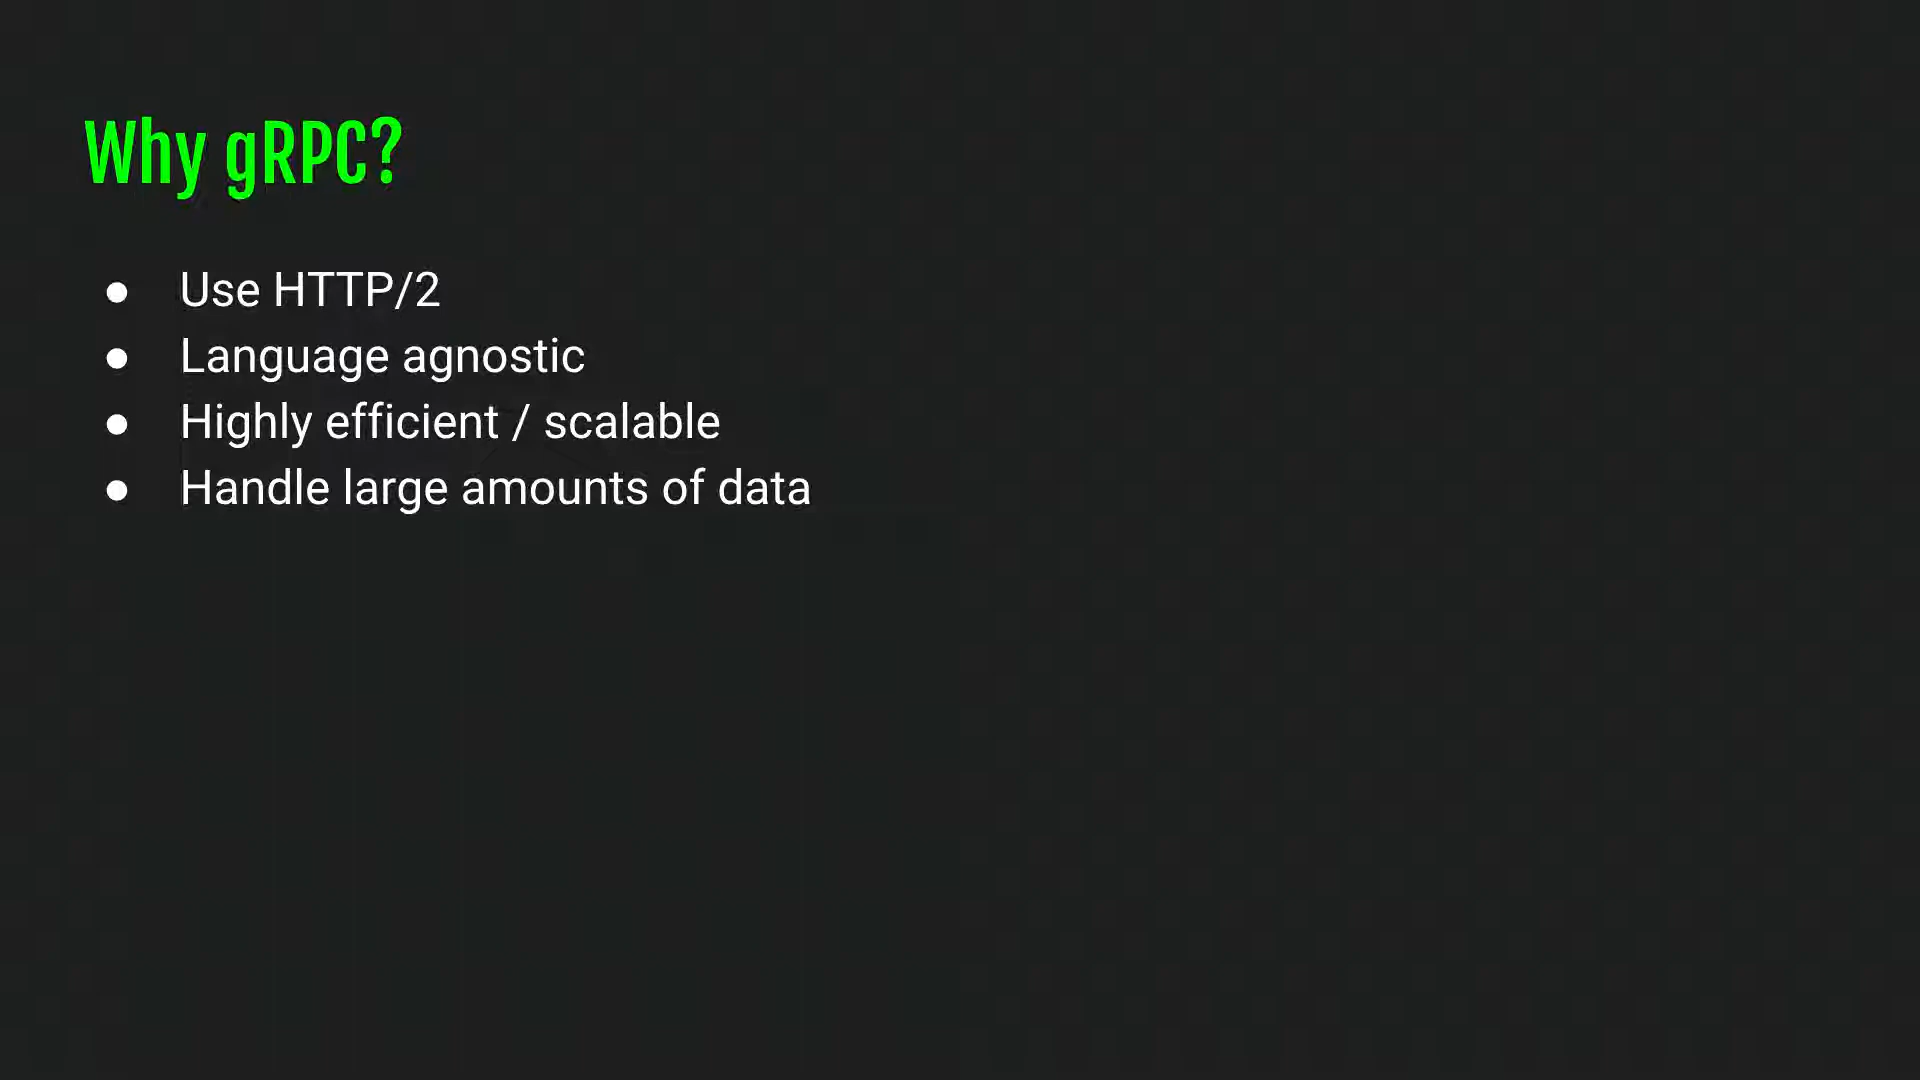 Why gRPC?
● Use HTTP/2
● Language agnostic
● Highly efficient / scalable
● Handle large amounts of data